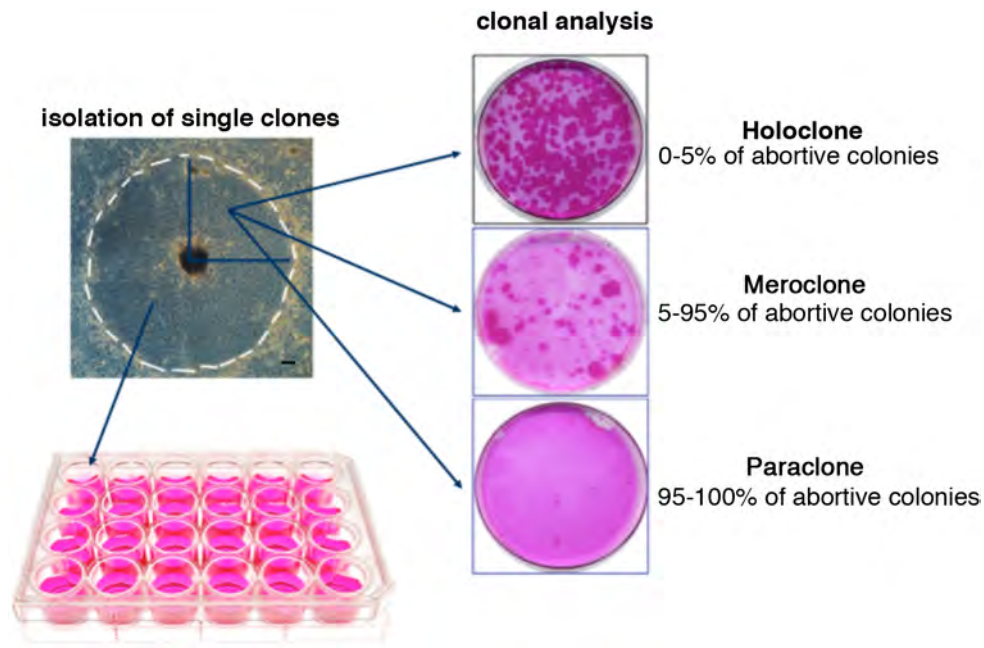 clonal analysis
isolation of single clones
Holoclone
0-5% of abortive colonies
Meroclone
5-95% of abortive colonies
Paraclone
95-100% of abortive colonies